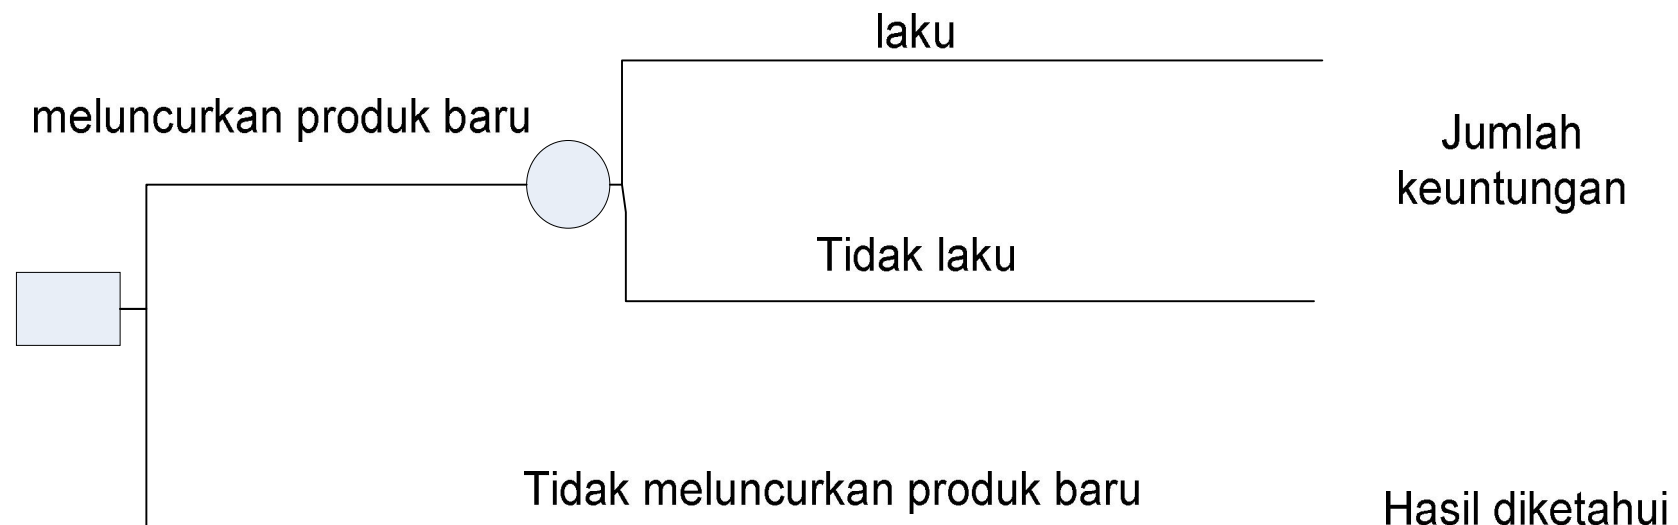 laku
meluncurkan produk baru
Jumlah
keuntungan
Tidak laku
Tidak meluncurkan produk baru
Hasil diketahui